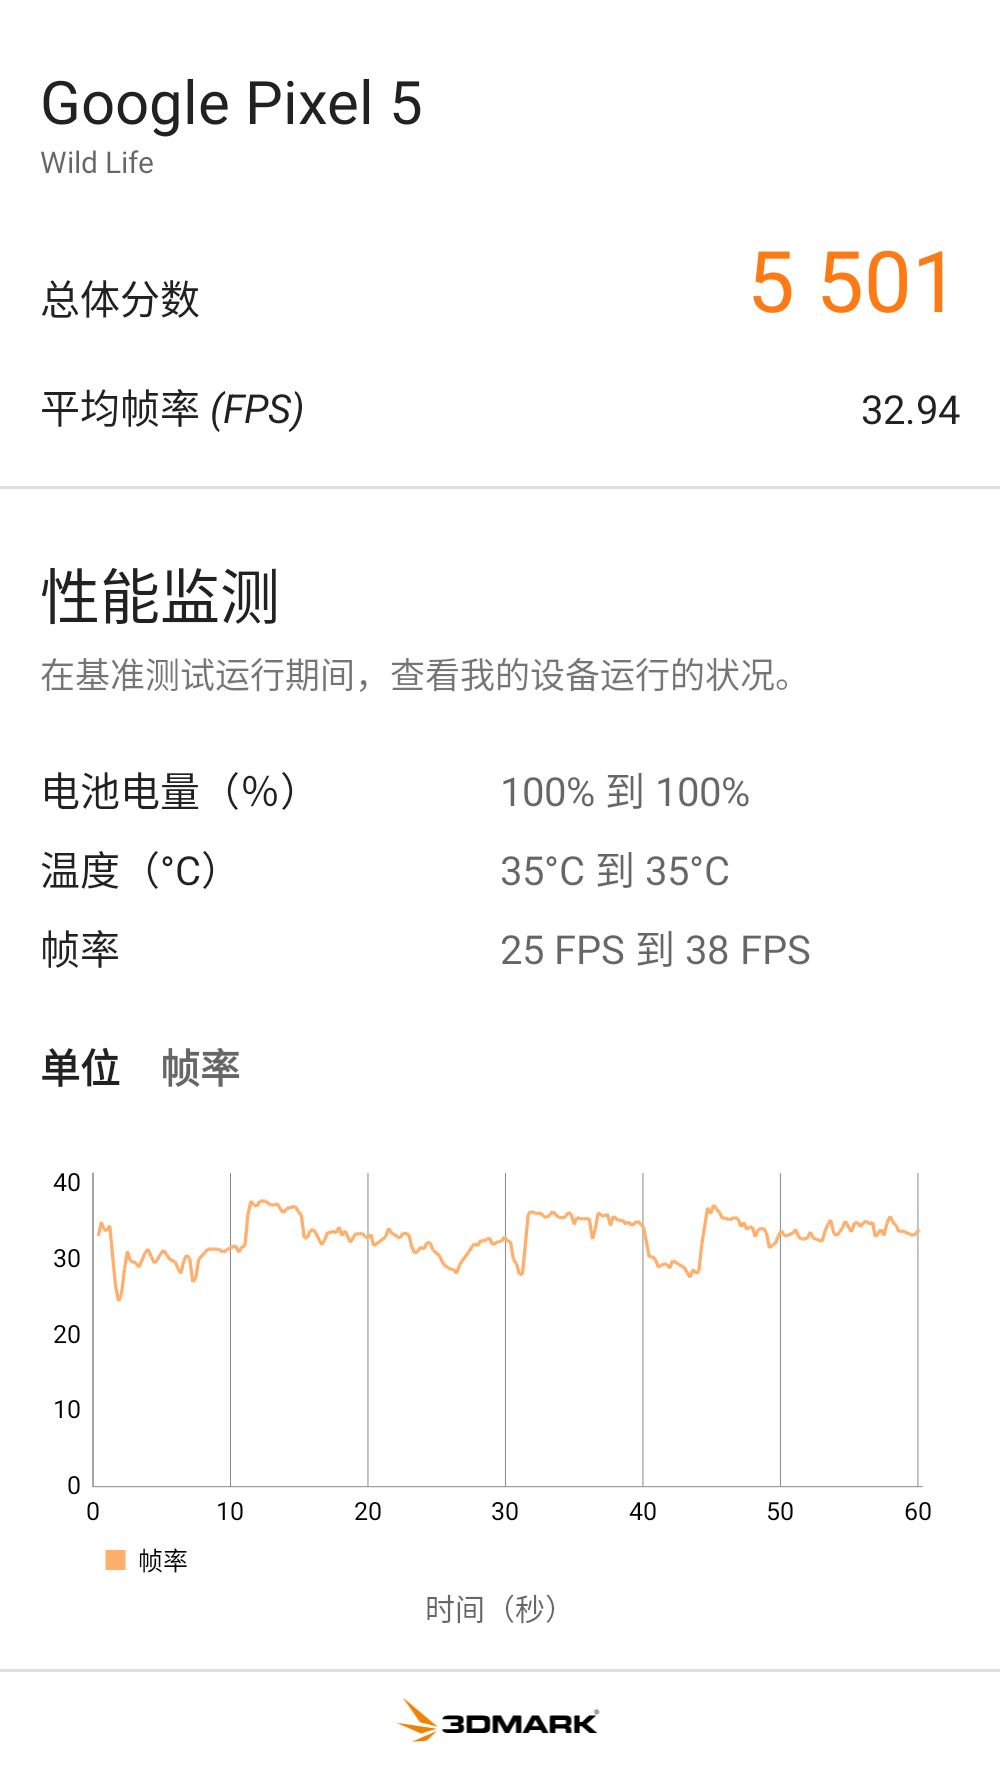 Google Pixel 5
Wild Life
总体分数 5 501
平均帧率 (FPS) 32.94
性能监测
在基准测试运行期间，查看我的设备运行的状况。
电池电量（%） 100% 到 100%
温度（°C） 35°C 到 35°C
帧率 25 FPS 到 38 FPS
单位 帧率
40
30
20
10
0
0 10 20 30 40 50 60
帧率
时间（秒）
3DMARK®